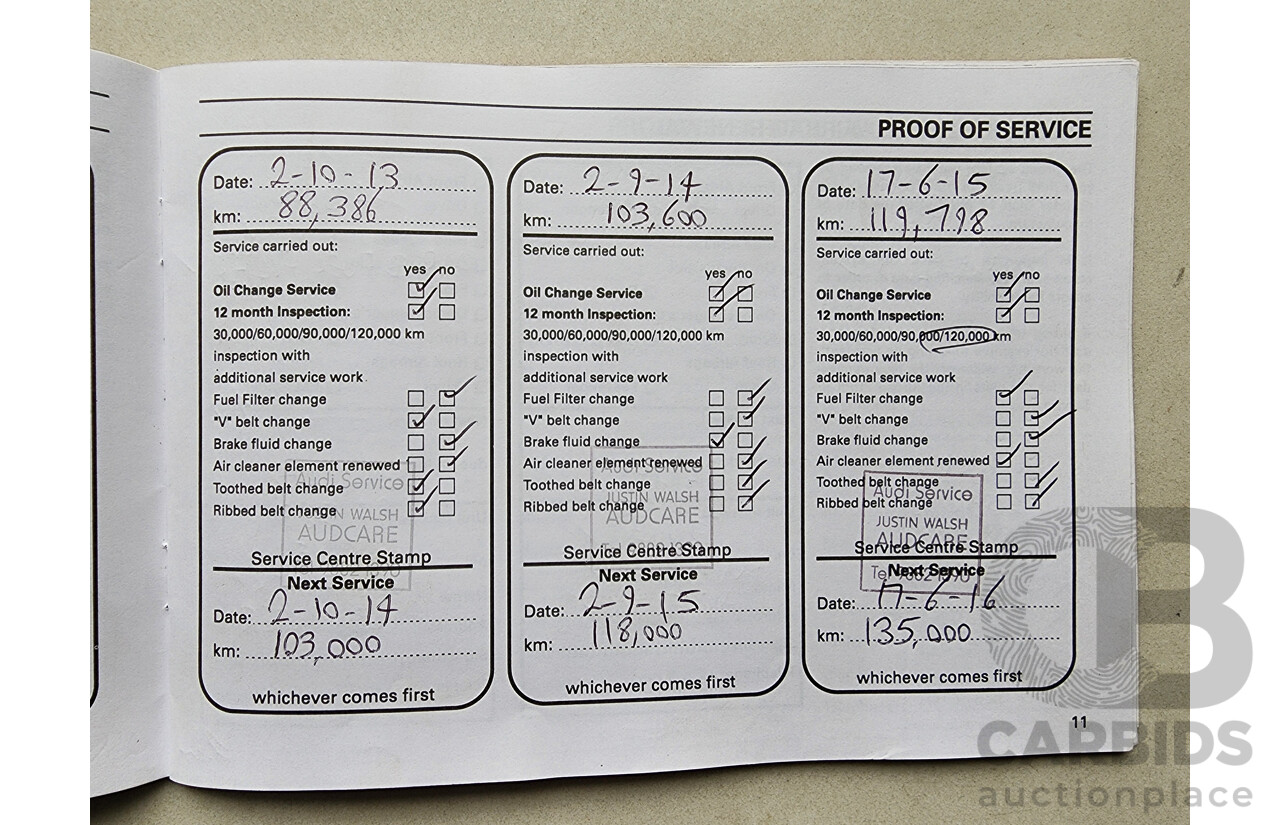 PROOF OF SERVICE
Date: 2-10-13
km: 88,386
Service carried out:
yes no
Oil Change Service
12 month Inspection:
30,000/60,000/90,000/120,000 km
inspection with
additional service work
Fuel Filter change
"V" belt change
Brake fluid change
Air cleaner element renewed
Toothed belt change
Ribbed belt change
Audi Service
WALSH
AUDCARE
Service Centre Stamp
Next Service
Date: 2-10-14
km: 103,000
whichever comes first
Date: 2-9-14
km: 103,600
Service carried out:
yes no
Oil Change Service
12 month Inspection:
30,000/60,000/90,000/120,000 km
inspection with
additional service work
Fuel Filter change
"V" belt change
Brake fluid change
Air cleaner element renewed
Toothed belt change
Ribbed belt change
Audi Service
JUSTIN WALSH
AUDCARE
Service Centre Stamp
Next Service
Date: 2-9-15
km: 118,000
whichever comes first
Date: 17-6-15
km: 119,798
Service carried out:
yes no
Oil Change Service
12 month Inspection:
30,000/60,000/90,000/120,000 km
inspection with
additional service work
Fuel Filter change
"V" belt change
Brake fluid change
Air cleaner element renewed
Toothed belt change
Ribbed belt change
Audi Service
JUSTIN WALSH
AUDCARE
Service Centre Stamp
Next Service
Date: 17-6-16
km: 135,000
whichever comes first
11
CB
CARBIDS
auctionplace